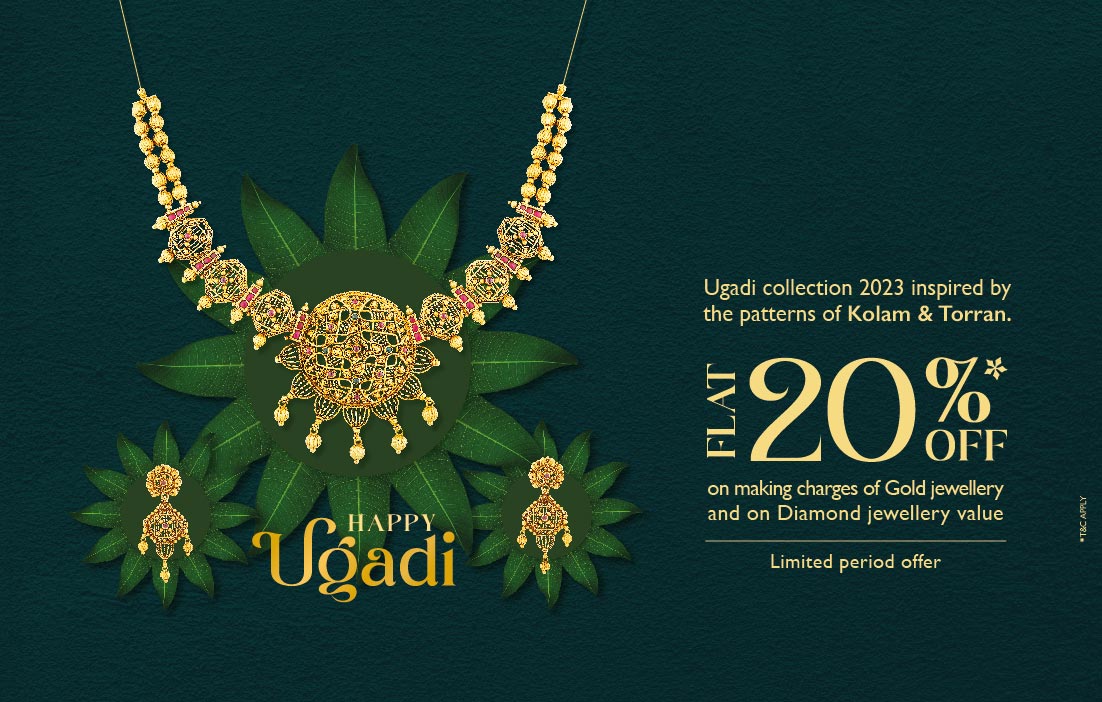 HAPPY
Ugadi
Ugadi collection 2023 inspired by
the patterns of Kolam & Torran.
FLAT 20%* OFF
on making charges of Gold jewellery
and on Diamond jewellery value
Limited period offer
*T&C APPLY